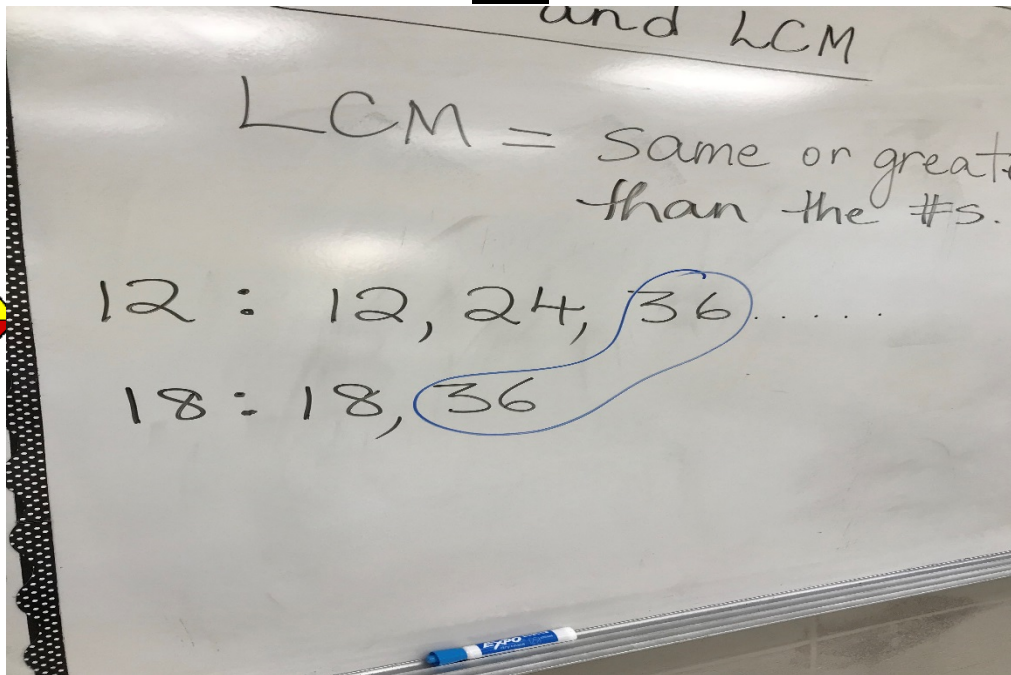 and LCM
LCM = same or great
than the #s.
12 : 12, 24, 36 . . . . . .
18 : 18, 36
EXPO